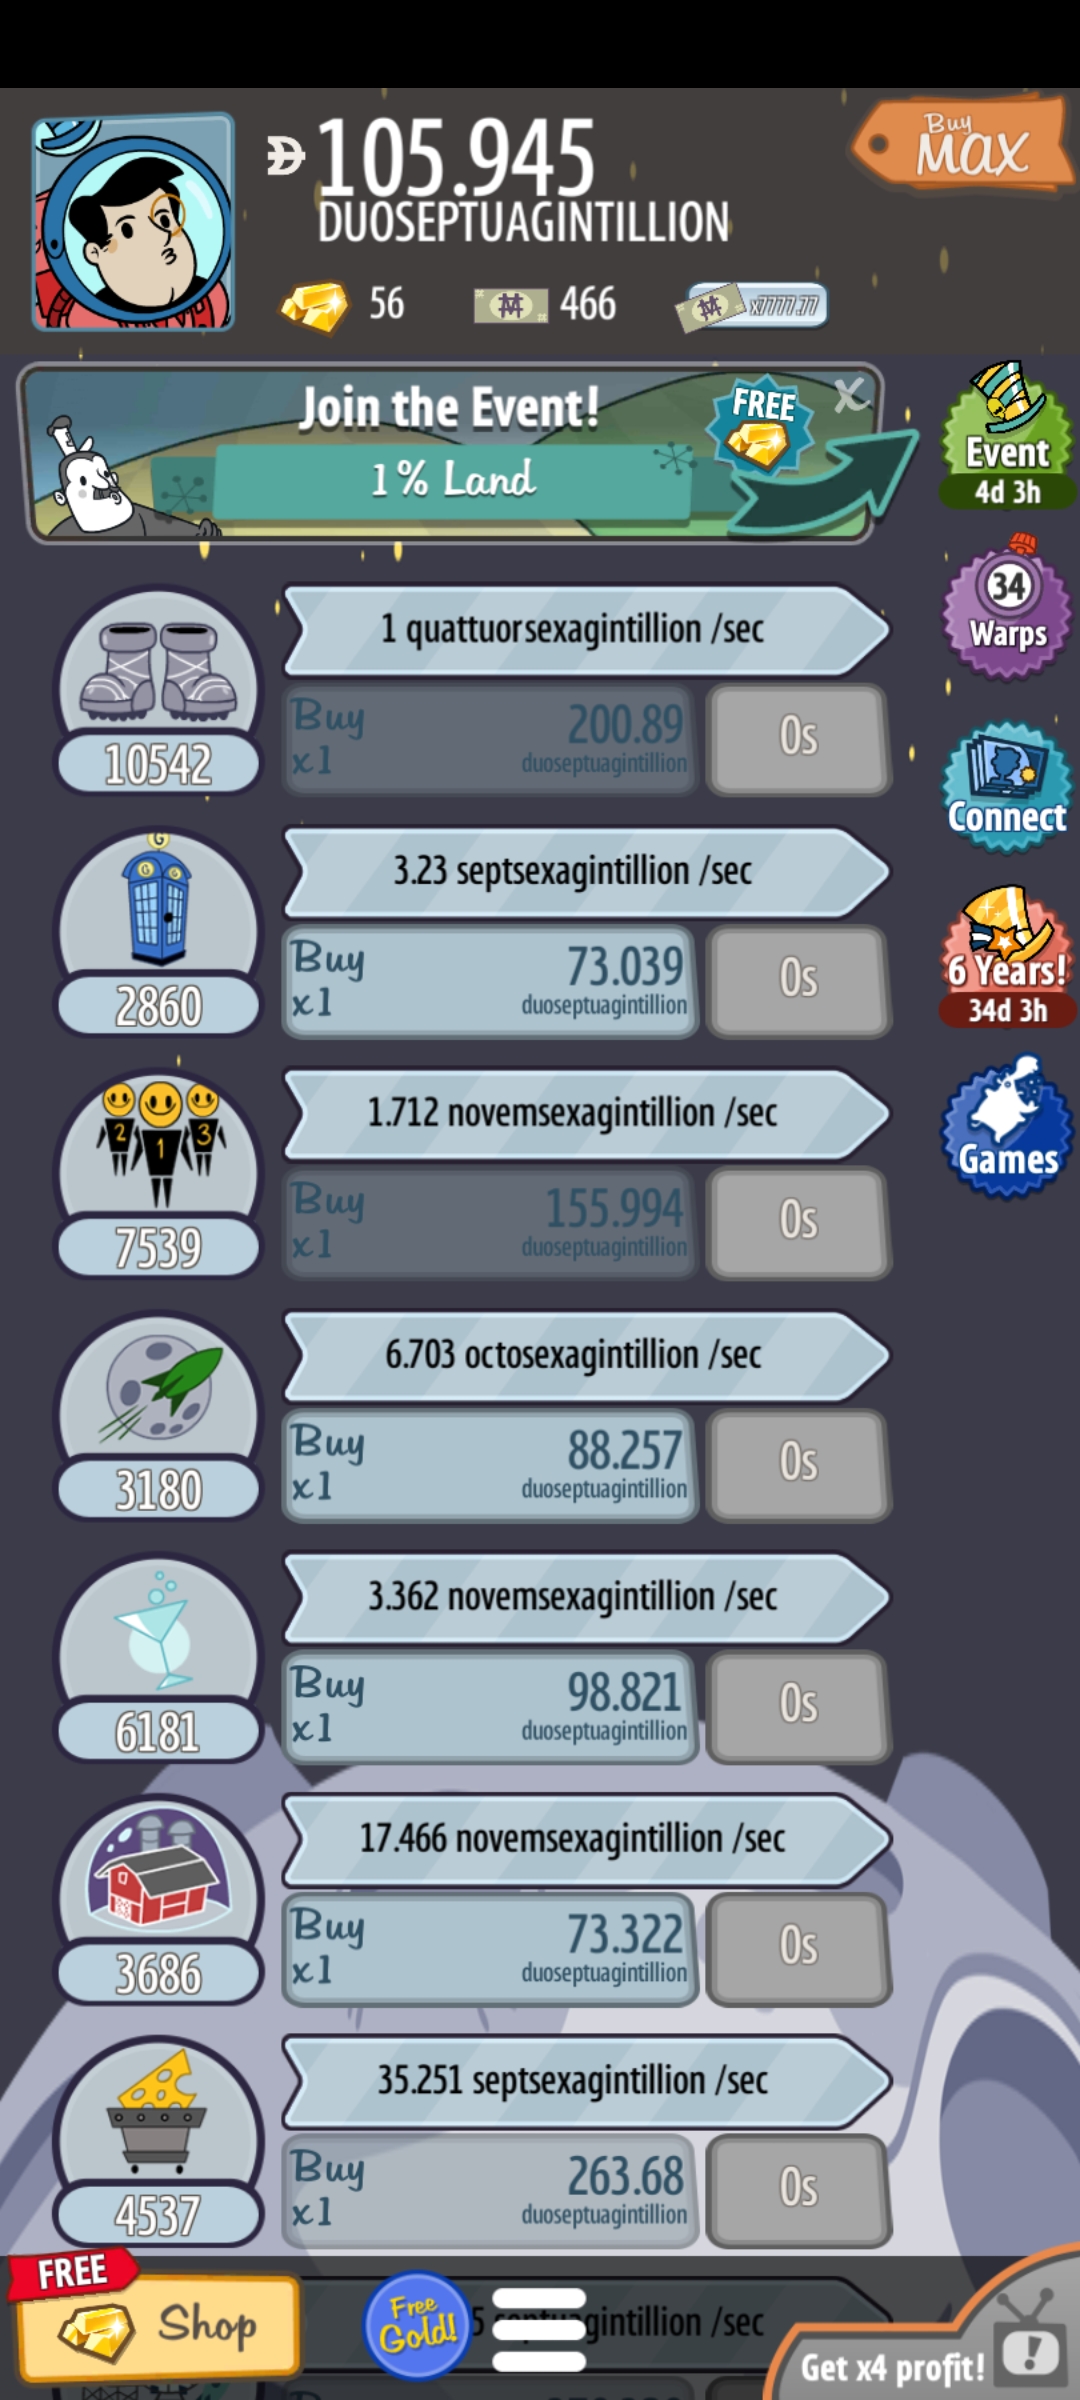 Buy
MAX
105.945
DUOSEPTUAGINTILLION
56
466
x7777.77
Join the Event!
1% Land
FREE
X
Event
4d 3h
1 quattuorsexagintillion /sec
Buy
x1
200.89
duoseptuagintillion
0s
10542
34
Warps
3.23 septsexagintillion /sec
Buy
x1
73.039
duoseptuagintillion
0s
G
G G
2860
Connect
6 Years!
34d 3h
1.712 novemsexagintillion /sec
Buy
x1
155.994
duoseptuagintillion
0s
2 1 3
7539
Games
6.703 octosexagintillion /sec
Buy
x1
88.257
duoseptuagintillion
0s
3180
3.362 novemsexagintillion /sec
Buy
x1
98.821
duoseptuagintillion
0s
6181
17.466 novemsexagintillion /sec
Buy
x1
73.322
duoseptuagintillion
0s
3686
35.251 septsexagintillion /sec
Buy
x1
263.68
duoseptuagintillion
0s
4537
FREE
Shop
Free
Gold!
/sec
Get x4 profit!
!